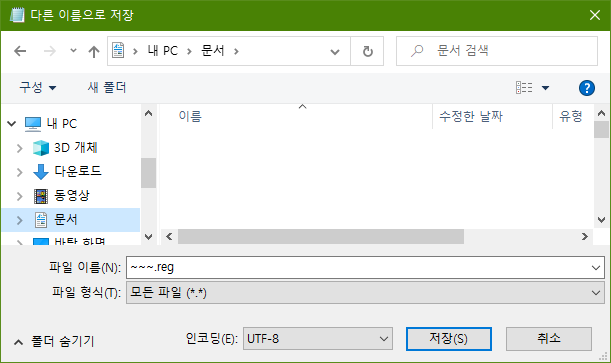 다른 이름으로 저장
내 PC
문서
문서 검색
구성
새 폴더
이름
수정한 날짜
유형
내 PC
3D 개체
다운로드
동영상
문서
바탕 화면
파일 이름(N):
~~~.reg
파일 형식(T):
모든 파일 (*.*)
폴더 숨기기
인코딩(E):
UTF-8
저장(S)
취소